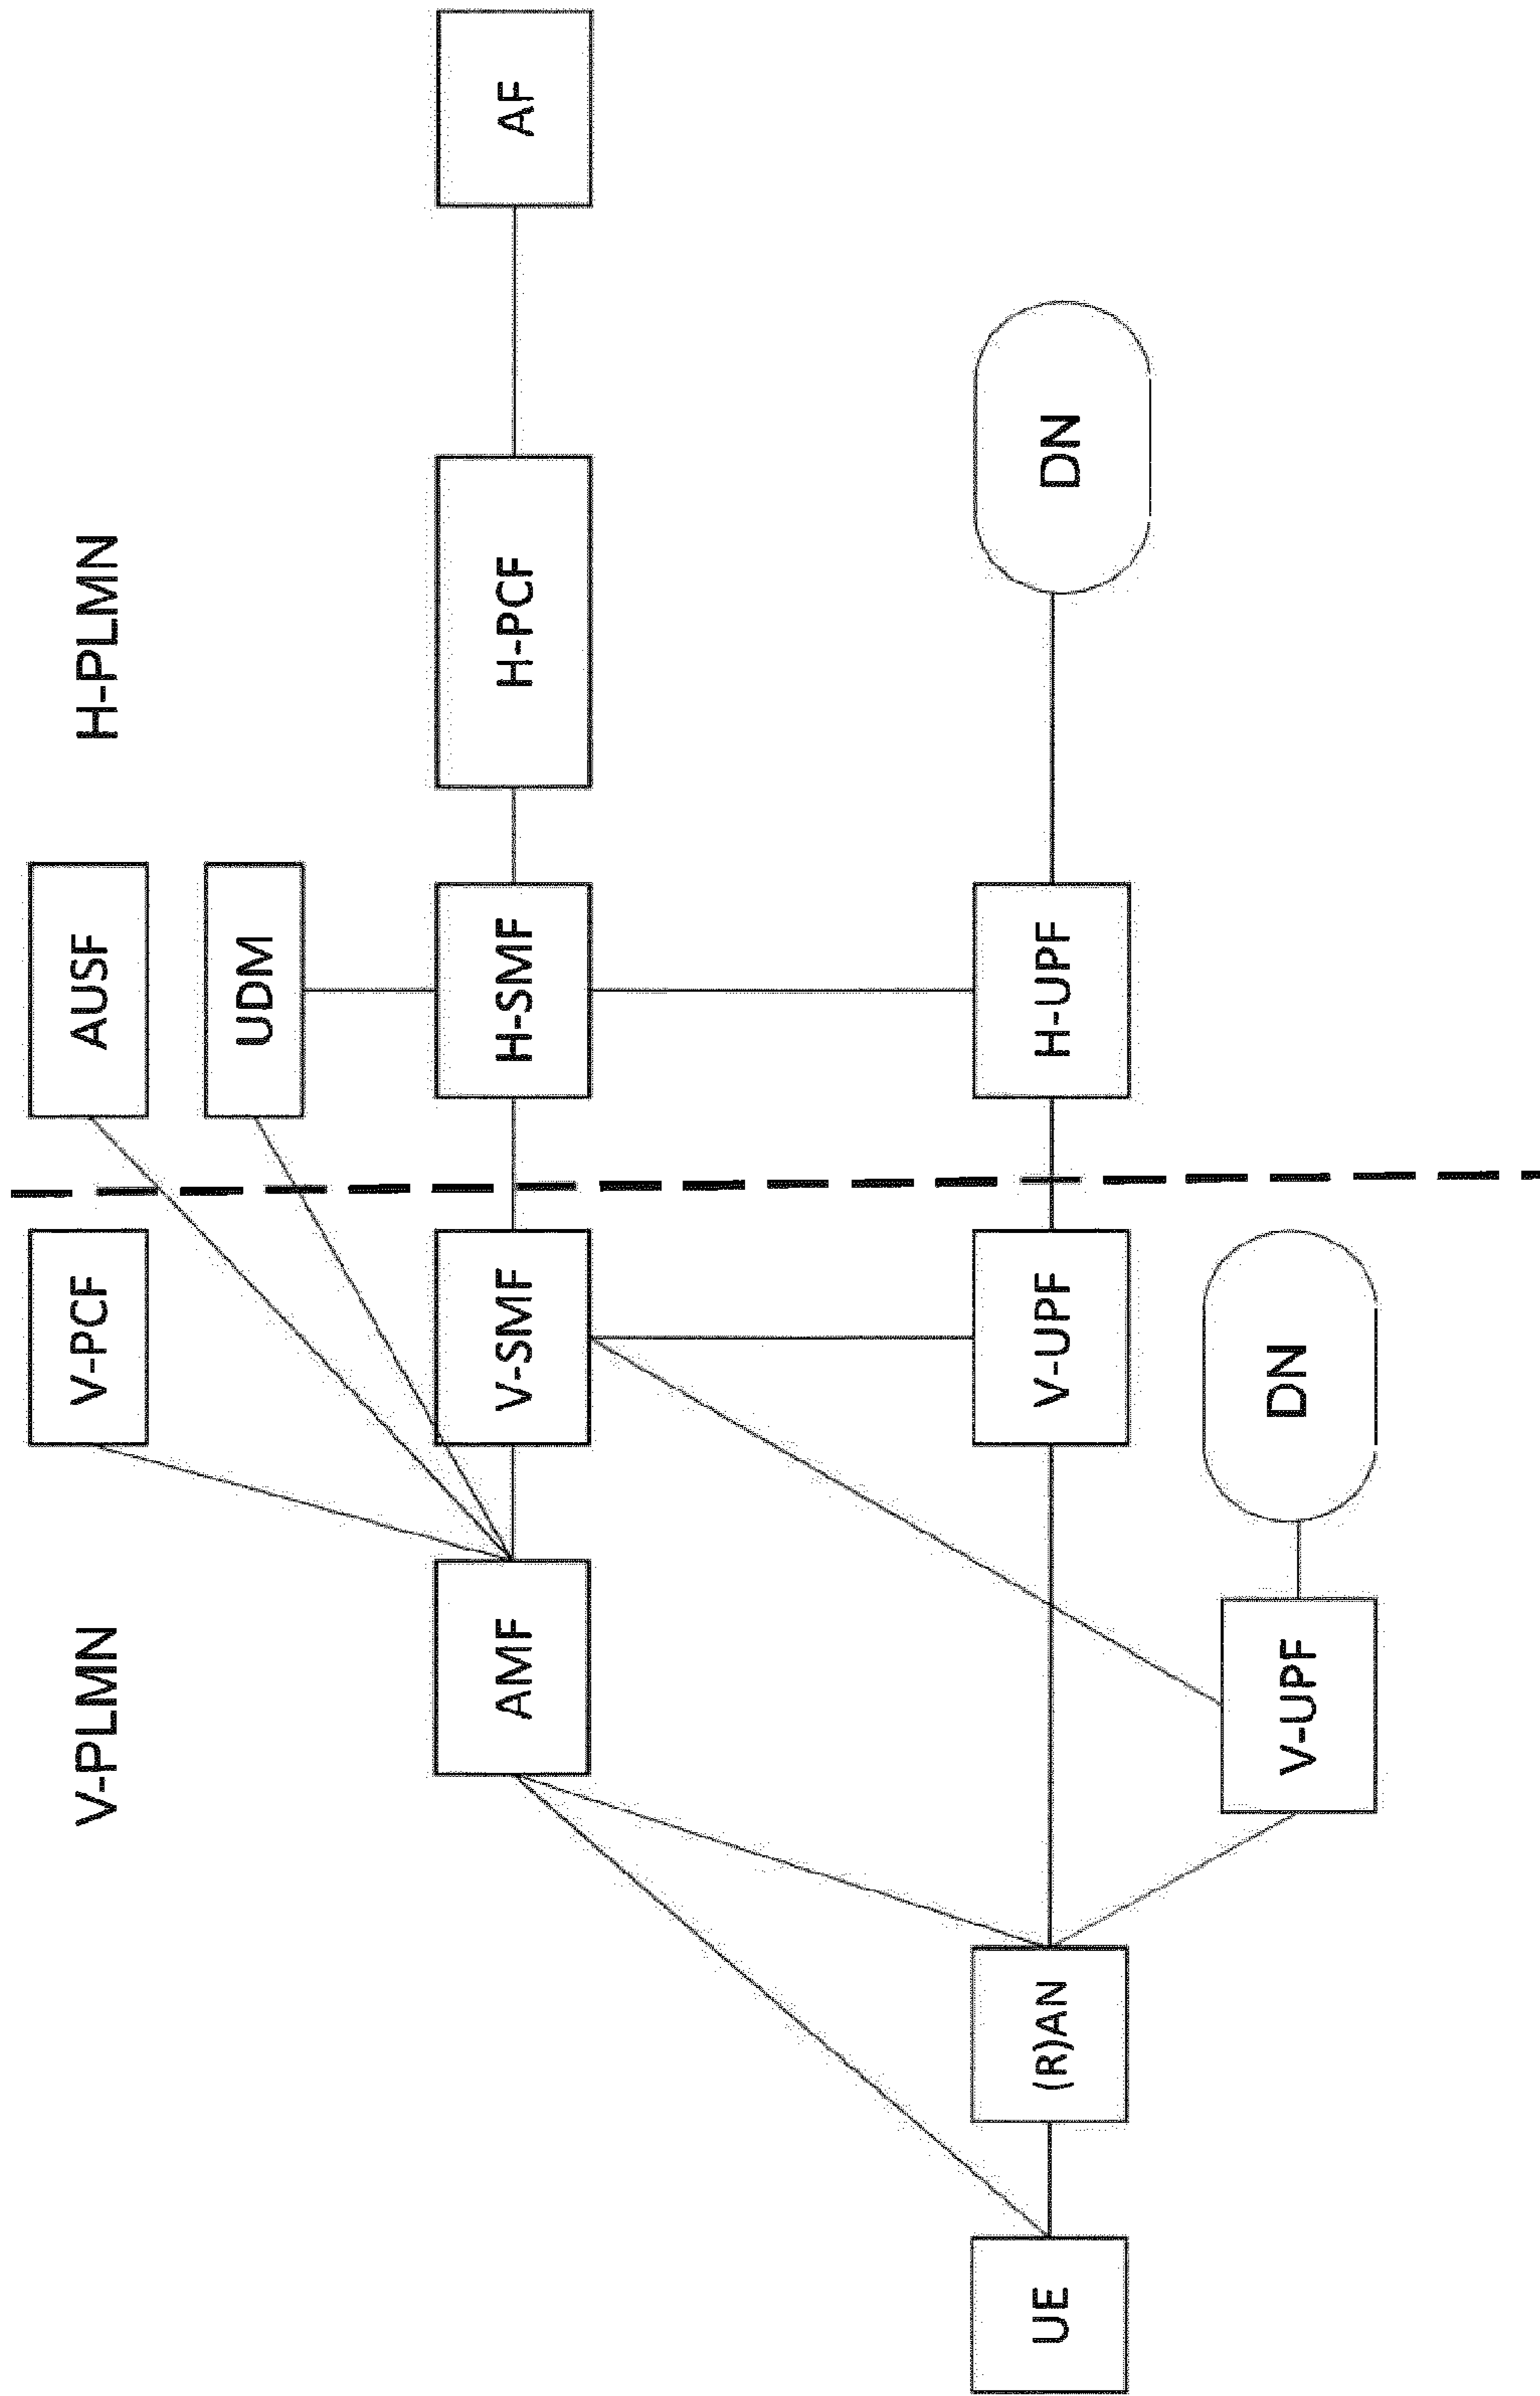 V-PLMN
H-PLMN
V-PCF
AUSF
UDM
AMF
V-SMF
H-SMF
H-PCF
AF
UE
(R)AN
V-UPF
H-UPF
DN
V-UPF
DN